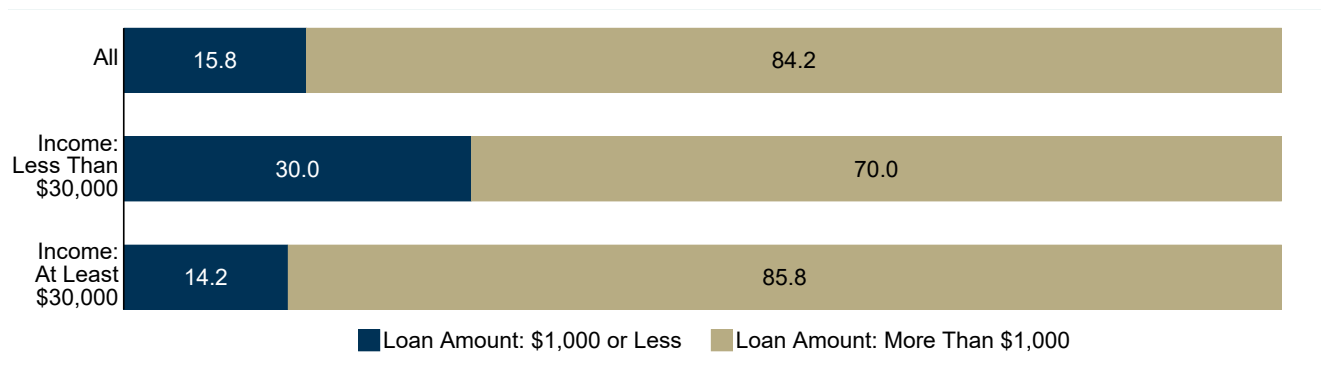 All
15.8 84.2
Income:
Less Than
$30,000
30.0 70.0
Income:
At Least
$30,000
14.2 85.8
Loan Amount: $1,000 or Less Loan Amount: More Than $1,000